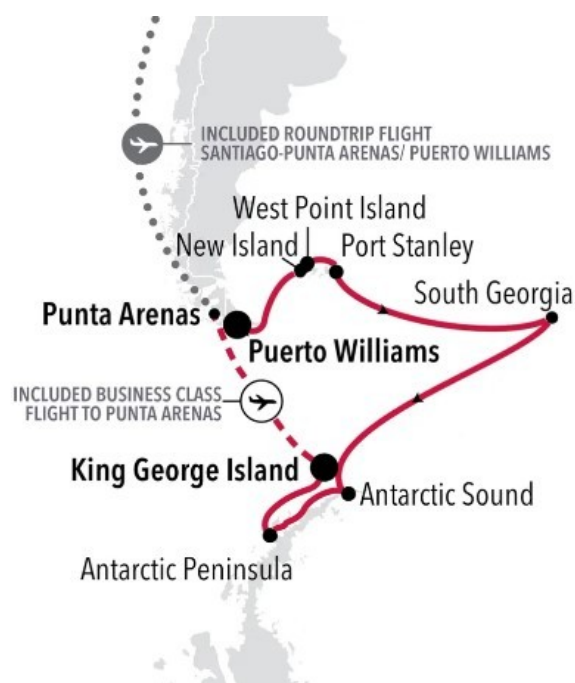 INCLUDED ROUNDTRIP FLIGHT
SANTIAGO-PUNTA ARENAS/ PUERTO WILLIAMS
West Point Island
New Island
Port Stanley
South Georgia
Punta Arenas
Puerto Williams
INCLUDED BUSINESS CLASS
FLIGHT TO PUNTA ARENAS
King George Island
Antarctic Sound
Antarctic Peninsula